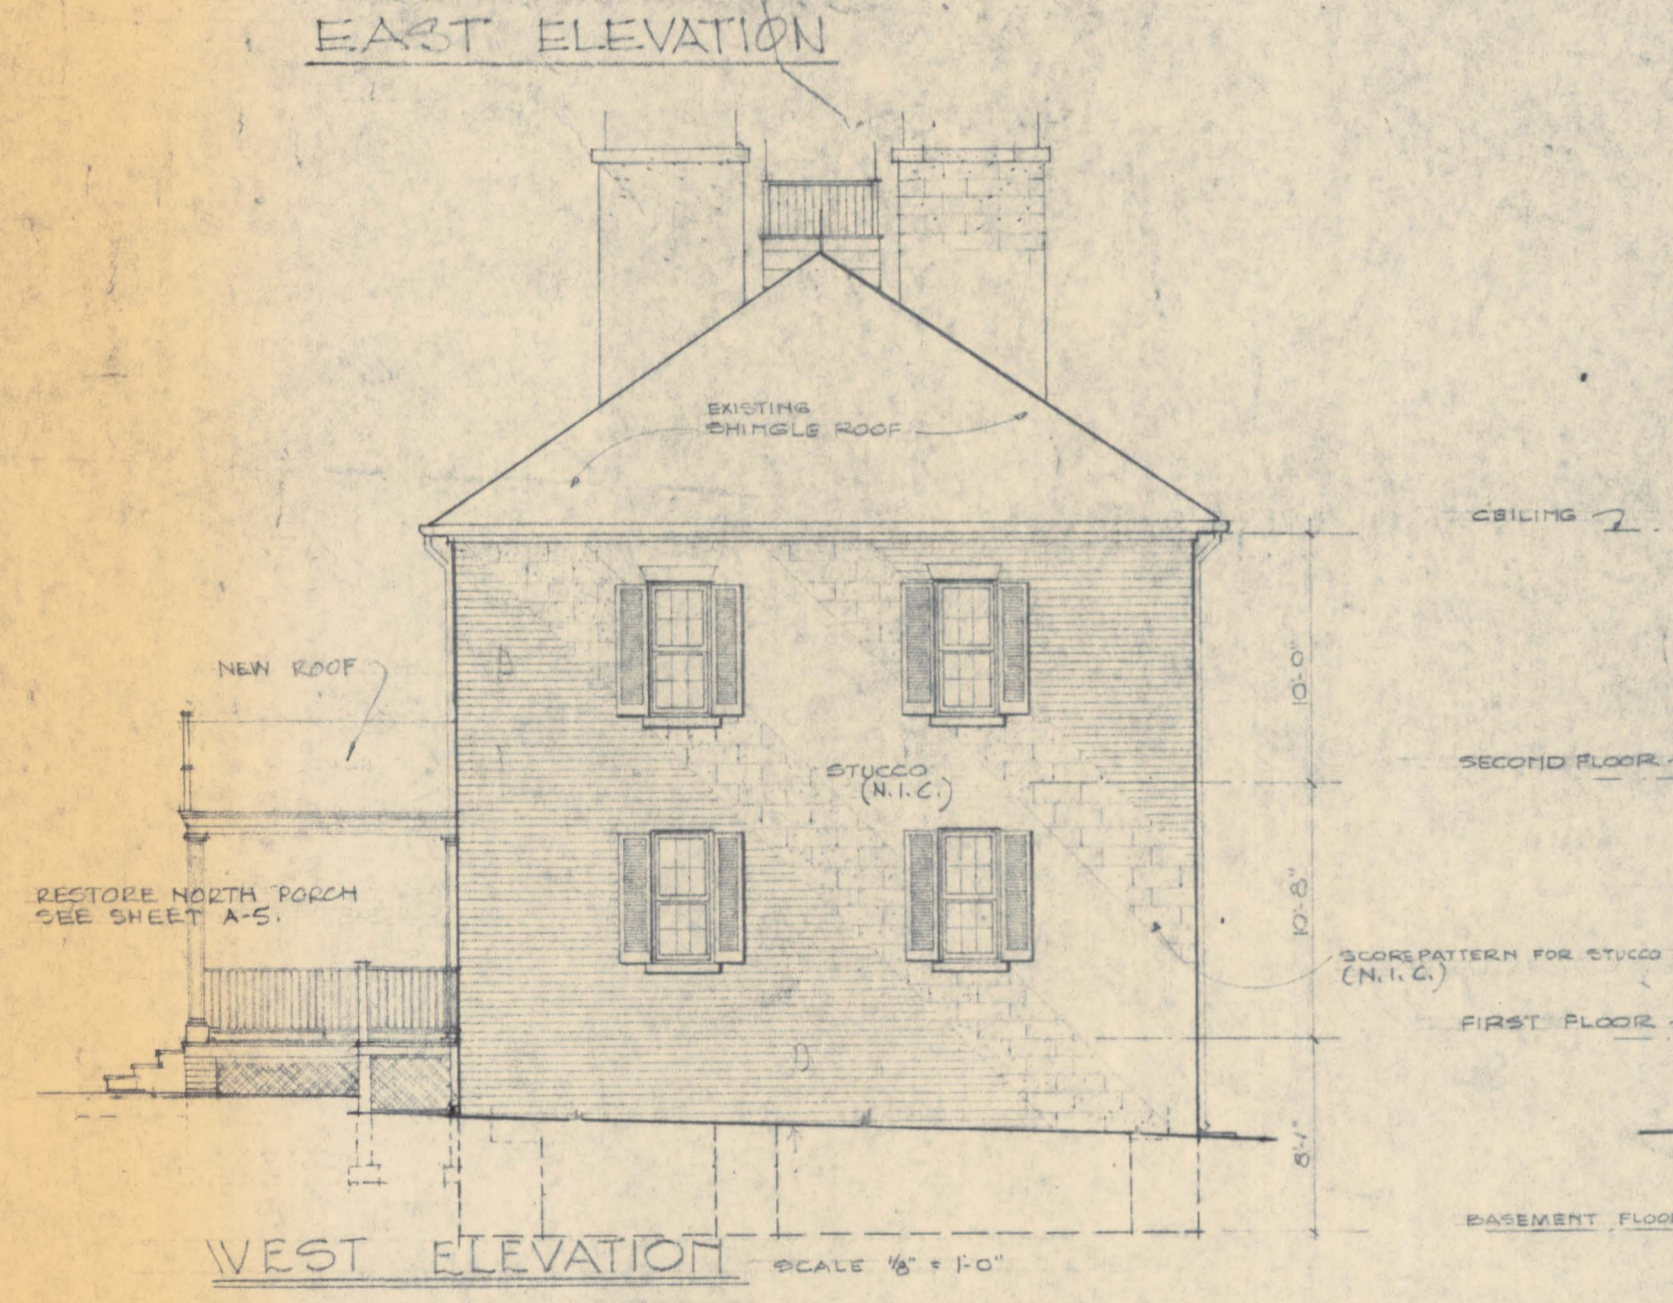 EAST ELEVATION
EXISTING
SHINGLE ROOF
CEILING
NEW ROOF
10'-0"
STUCCO
(N.I.C.)
SECOND FLOOR
RESTORE NORTH PORCH
SEE SHEET A-5.
10'-8"
SCORE PATTERN FOR STUCCO
(N.I.C.)
FIRST FLOOR
8'-1"
BASEMENT FLOOR
WEST ELEVATION
SCALE 1/8" = 1'-0"